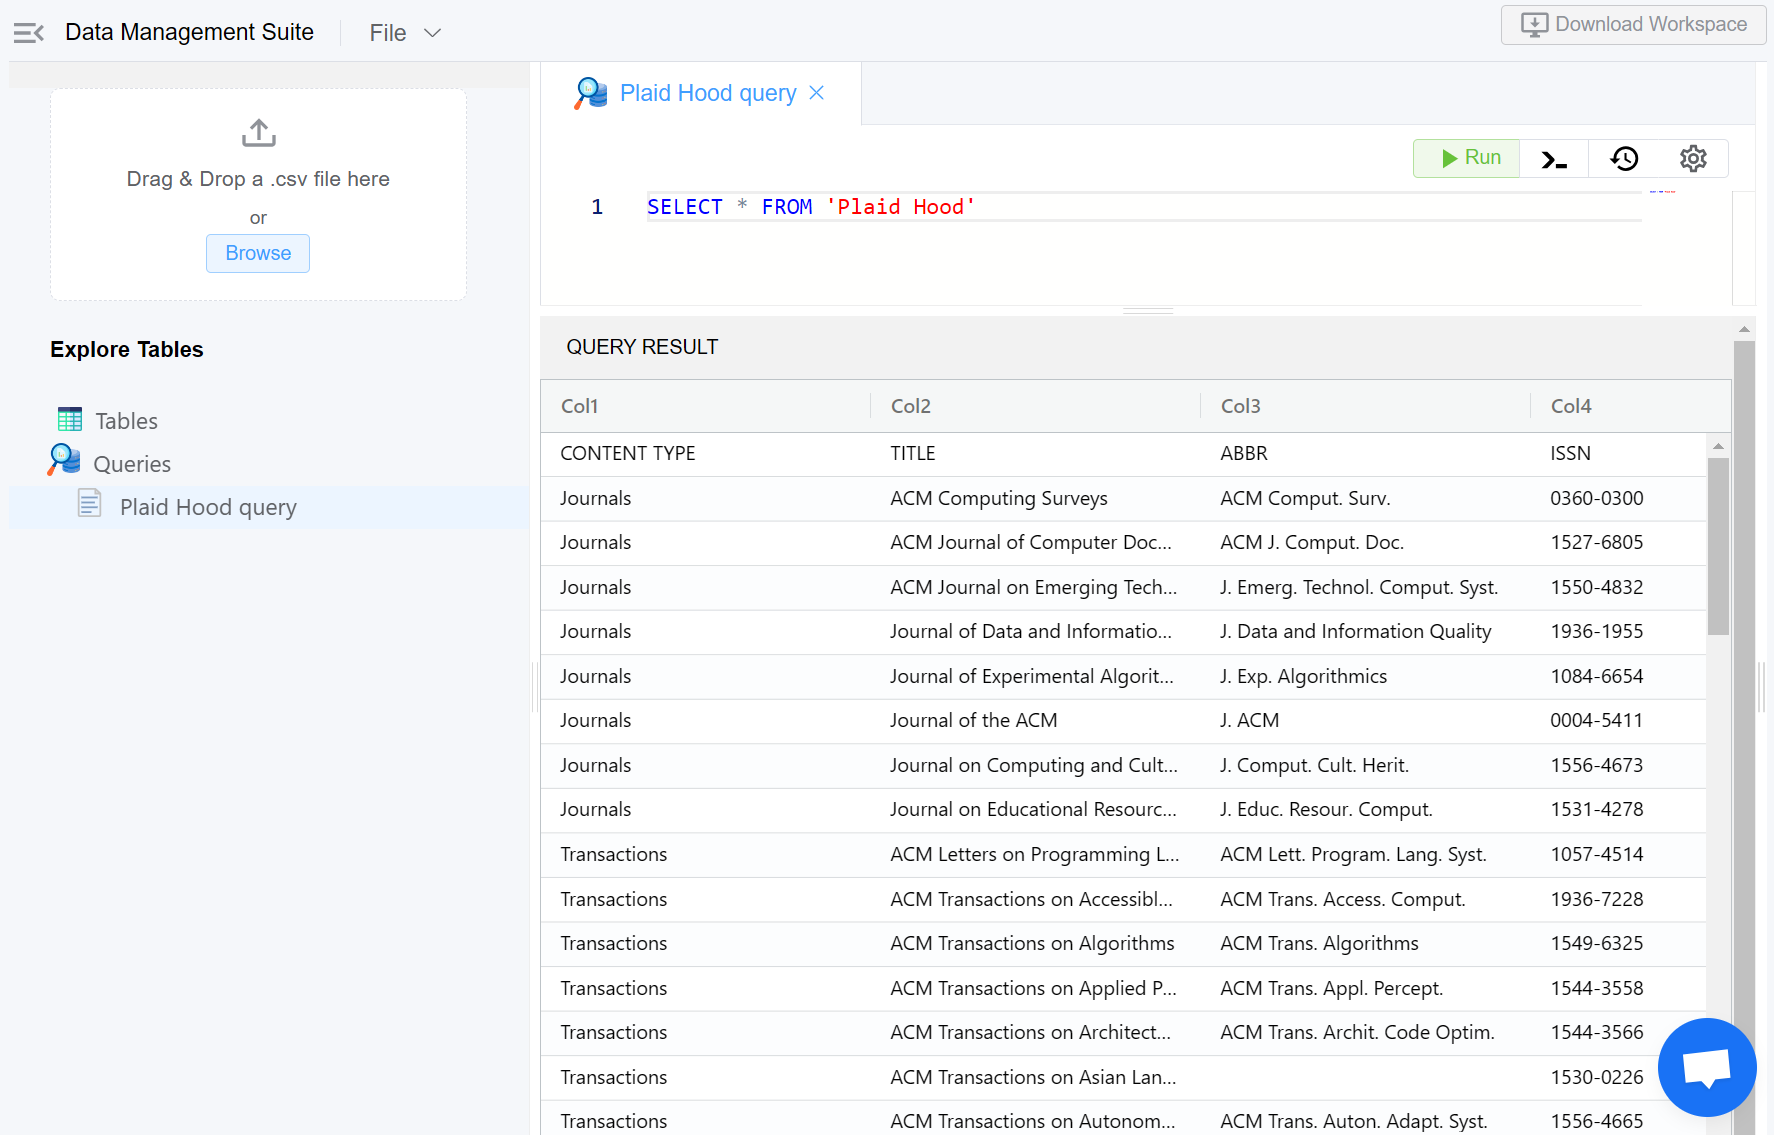 Data Management Suite
File
Download Workspace
Drag & Drop a .csv file here
or
Browse
Explore Tables
Tables
Queries
Plaid Hood query
Plaid Hood query
Run
1 SELECT * FROM 'Plaid Hood'
QUERY RESULT
Col1 Col2 Col3 Col4
CONTENT TYPE TITLE ABBR ISSN
Journals ACM Computing Surveys ACM Comput. Surv. 0360-0300
Journals ACM Journal of Computer Doc... ACM J. Comput. Doc. 1527-6805
Journals ACM Journal on Emerging Tech... J. Emerg. Technol. Comput. Syst. 1550-4832
Journals Journal of Data and Informatio... J. Data and Information Quality 1936-1955
Journals Journal of Experimental Algorit... J. Exp. Algorithmics 1084-6654
Journals Journal of the ACM J. ACM 0004-5411
Journals Journal on Computing and Cult... J. Comput. Cult. Herit. 1556-4673
Journals Journal on Educational Resourc... J. Educ. Resour. Comput. 1531-4278
Transactions ACM Letters on Programming L... ACM Lett. Program. Lang. Syst. 1057-4514
Transactions ACM Transactions on Accessibl... ACM Trans. Access. Comput. 1936-7228
Transactions ACM Transactions on Algorithms ACM Trans. Algorithms 1549-6325
Transactions ACM Transactions on Applied P... ACM Trans. Appl. Percept. 1544-3558
Transactions ACM Transactions on Architect... ACM Trans. Archit. Code Optim. 1544-3566
Transactions ACM Transactions on Asian Lan... 1530-0226
Transactions ACM Transactions on Autonom... ACM Trans. Auton. Adapt. Syst. 1556-4665